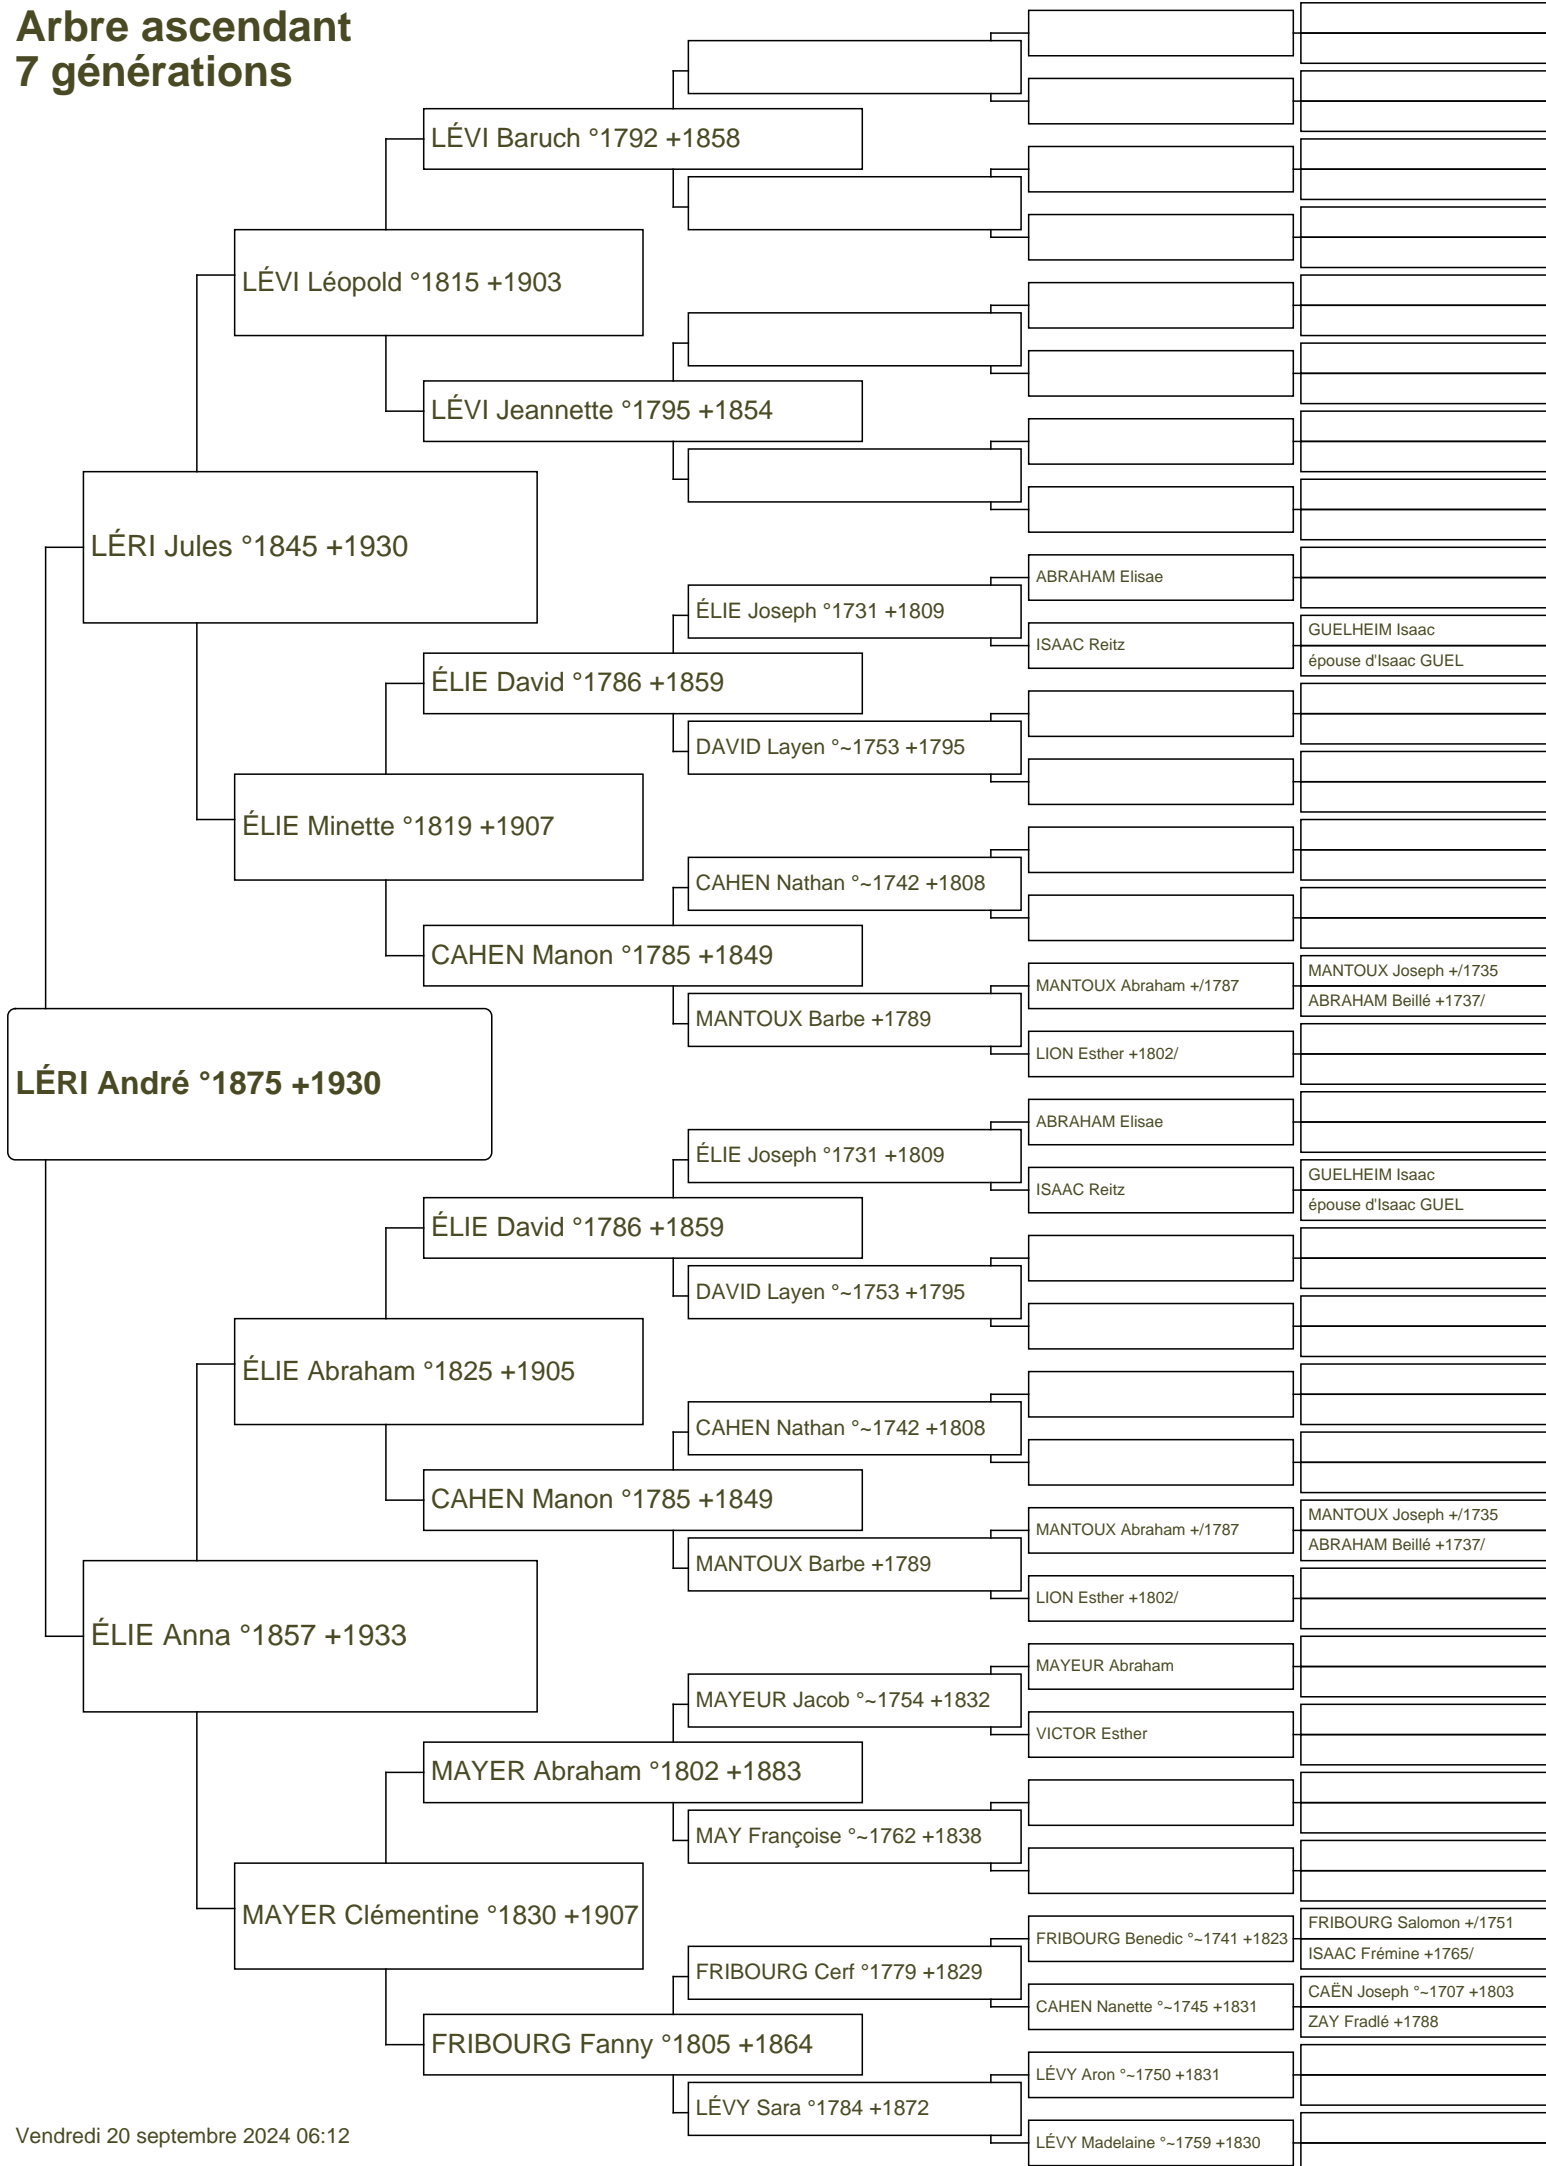 Arbre ascendant
7 générations
LÉVI Baruch °1792 +1858
LÉVI Léopold °1815 +1903
LÉVI Jeannette °1795 +1854
LÉRI Jules °1845 +1930
ABRAHAM Elisae
ÉLIE Joseph °1731 +1809
GUELHEIM Isaac
ISAAC Reitz
épouse d'Isaac GUEL
ÉLIE David °1786 +1859
DAVID Layen °~1753 +1795
ÉLIE Minette °1819 +1907
CAHEN Nathan °~1742 +1808
CAHEN Manon °1785 +1849
MANTOUX Joseph +/1735
MANTOUX Abraham +/1787
ABRAHAM Beillé +1737/
MANTOUX Barbe +1789
LION Esther +1802/
LÉRI André °1875 +1930
ABRAHAM Elisae
ÉLIE Joseph °1731 +1809
GUELHEIM Isaac
ISAAC Reitz
épouse d'Isaac GUEL
ÉLIE David °1786 +1859
DAVID Layen °~1753 +1795
ÉLIE Abraham °1825 +1905
CAHEN Nathan °~1742 +1808
CAHEN Manon °1785 +1849
MANTOUX Joseph +/1735
MANTOUX Abraham +/1787
ABRAHAM Beillé +1737/
MANTOUX Barbe +1789
LION Esther +1802/
ÉLIE Anna °1857 +1933
MAYEUR Abraham
MAYEUR Jacob °~1754 +1832
VICTOR Esther
MAYER Abraham °1802 +1883
MAY Françoise °~1762 +1838
MAYER Clémentine °1830 +1907
FRIBOURG Salomon +/1751
FRIBOURG Benedic °~1741 +1823
ISAAC Frémine +1765/
FRIBOURG Cerf °1779 +1829
CAËN Joseph °~1707 +1803
CAHEN Nanette °~1745 +1831
ZAY Fradlé +1788
FRIBOURG Fanny °1805 +1864
LÉVY Aron °~1750 +1831
LÉVY Sara °1784 +1872
LÉVY Madelaine °~1759 +1830
Vendredi 20 septembre 2024 06:12